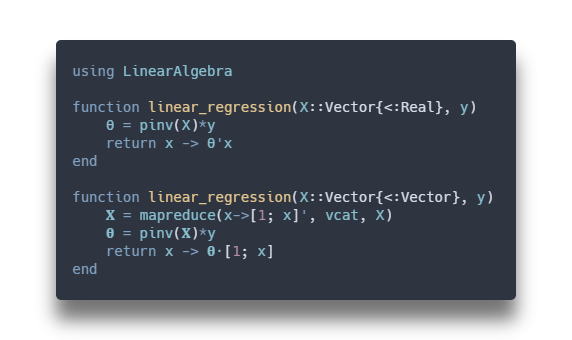 using LinearAlgebra
function linear_regression(X::Vector{<:Real}, y)
    θ = pinv(X)*y
    return x -> θ'x
end
function linear_regression(X::Vector{<:Vector}, y)
    𝐗 = mapreduce(x->[1; x]', vcat, X)
    𝛉 = pinv(𝐗)*y
    return x -> 𝛉⋅[1; x]
end